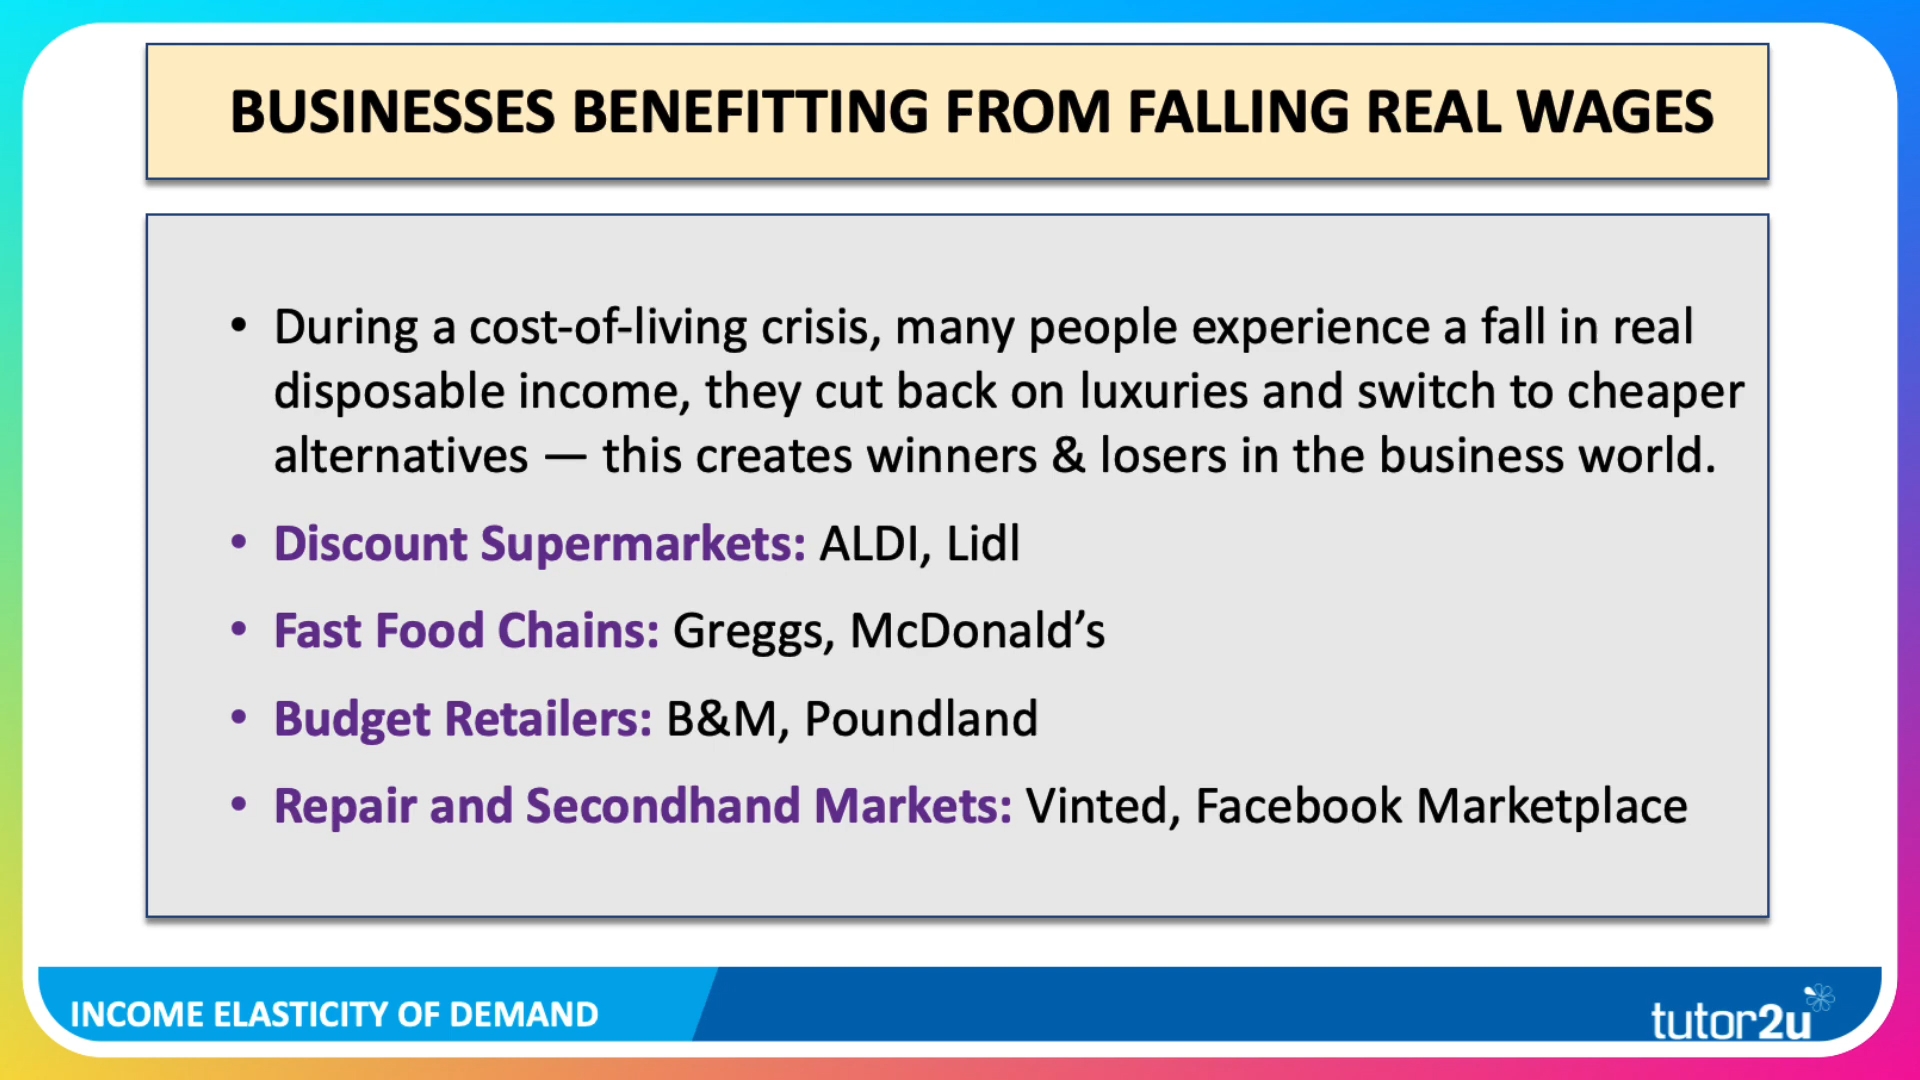 BUSINESSES BENEFITTING FROM FALLING REAL WAGES
• During a cost-of-living crisis, many people experience a fall in real
disposable income, they cut back on luxuries and switch to cheaper
alternatives — this creates winners & losers in the business world.
• Discount Supermarkets: ALDI, Lidl
• Fast Food Chains: Greggs, McDonald’s
• Budget Retailers: B&M, Poundland
• Repair and Secondhand Markets: Vinted, Facebook Marketplace
INCOME ELASTICITY OF DEMAND
tutor2u